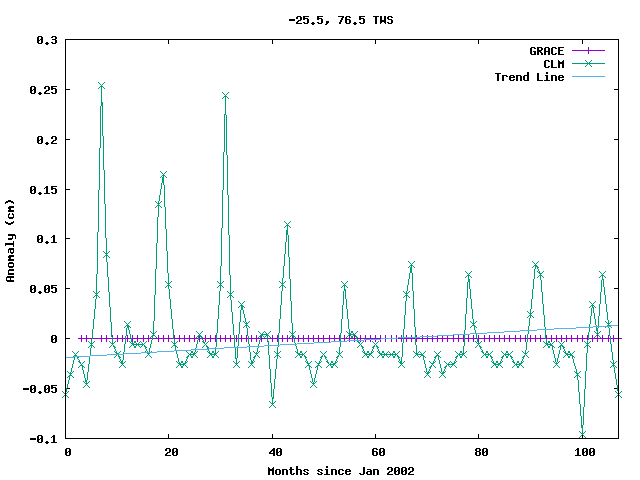 -25.5, 76.5 TWS
GRACE
CLM
Trend Line
0.3
0.25
0.2
0.15
0.1
0.05
0
-0.05
-0.1
Anomaly (cm)
0 20 40 60 80 100
Months since Jan 2002